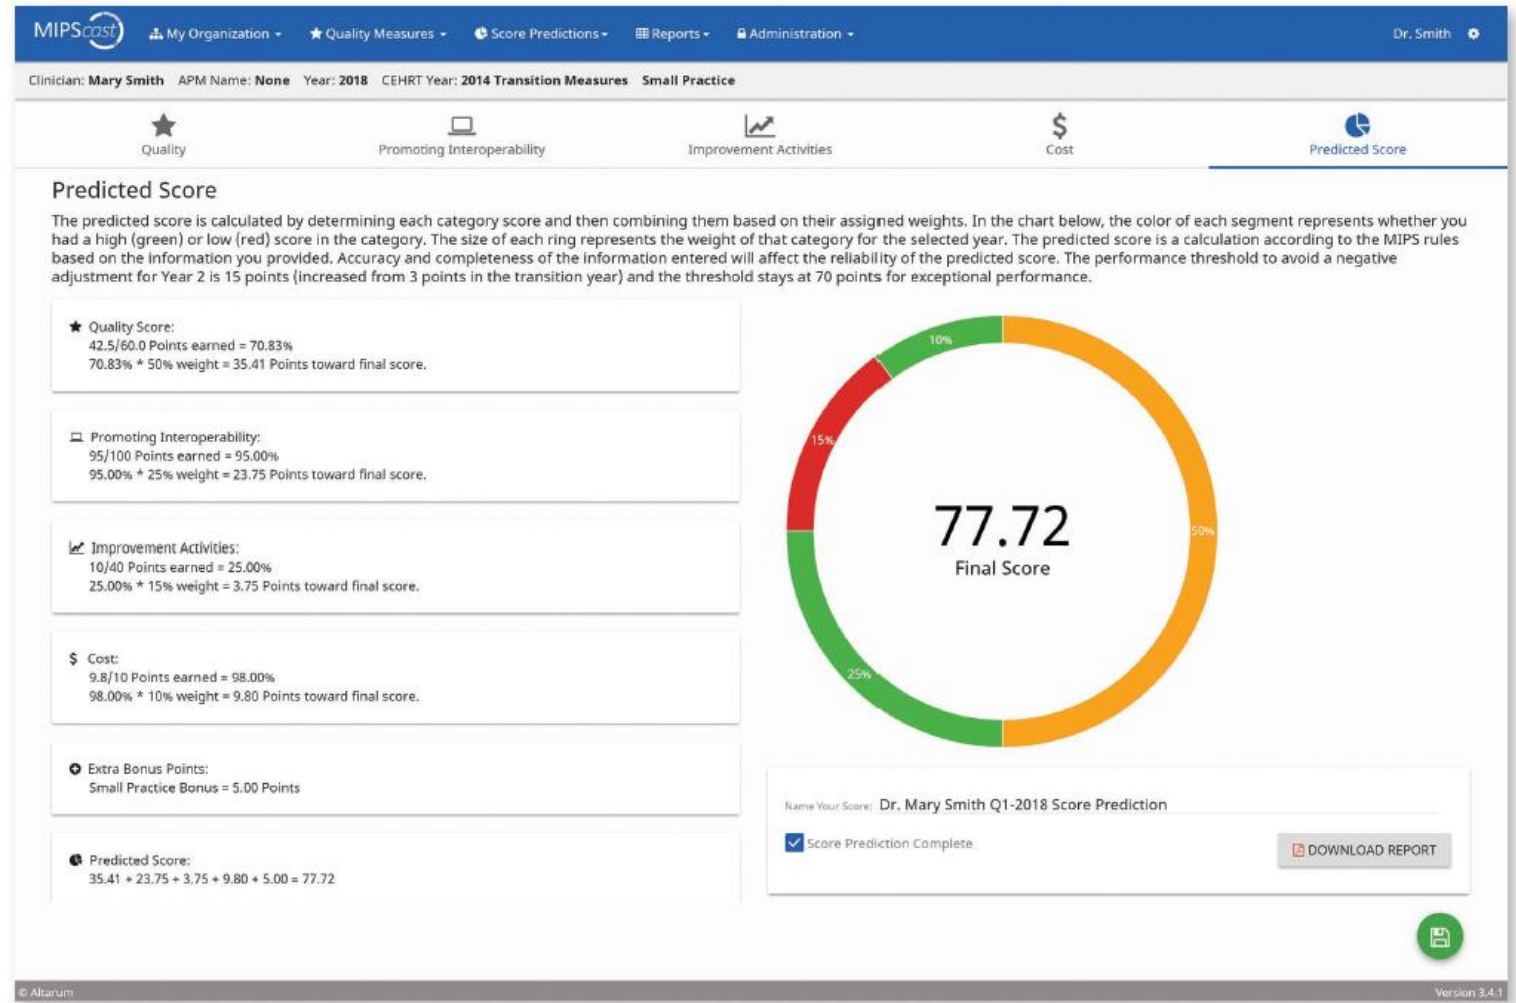 MIPScast
My Organization
Quality Measures
Score Predictions
Reports
Administration
Dr. Smith
Clinician: Mary Smith APM Name: None Year: 2018 CEHRT Year: 2014 Transition Measures Small Practice
Quality
Promoting Interoperability
Improvement Activities
$
Cost
Predicted Score
Predicted Score
The predicted score is calculated by determining each category score and then combining them based on their assigned weights. In the chart below, the color of each segment represents whether you
had a high (green) or low (red) score in the category. The size of each ring represents the weight of that category for the selected year. The predicted score is a calculation according to the MIPS rules
based on the information you provided. Accuracy and completeness of the information entered will affect the reliability of the predicted score. The performance threshold to avoid a negative
adjustment for Year 2 is 15 points (increased from 3 points in the transition year) and the threshold stays at 70 points for exceptional performance.
Quality Score:
42.5/60.0 Points earned = 70.83%
70.83% * 50% weight = 35.41 Points toward final score.
Promoting Interoperability:
95/100 Points earned = 95.00%
95.00% * 25% weight = 23.75 Points toward final score.
Improvement Activities:
10/40 Points earned = 25.00%
25.00% * 15% weight = 3.75 Points toward final score.
$ Cost:
9.8/10 Points earned = 98.00%
98.00% * 10% weight = 9.80 Points toward final score.
Extra Bonus Points:
Small Practice Bonus = 5.00 Points
Predicted Score:
35.41 + 23.75 + 3.75 + 9.80 + 5.00 = 77.72
10%
15%
50%
25%
77.72
Final Score
Name Your Score: Dr. Mary Smith Q1-2018 Score Prediction
Score Prediction Complete
DOWNLOAD REPORT
© Altarum
Version 3.4.1